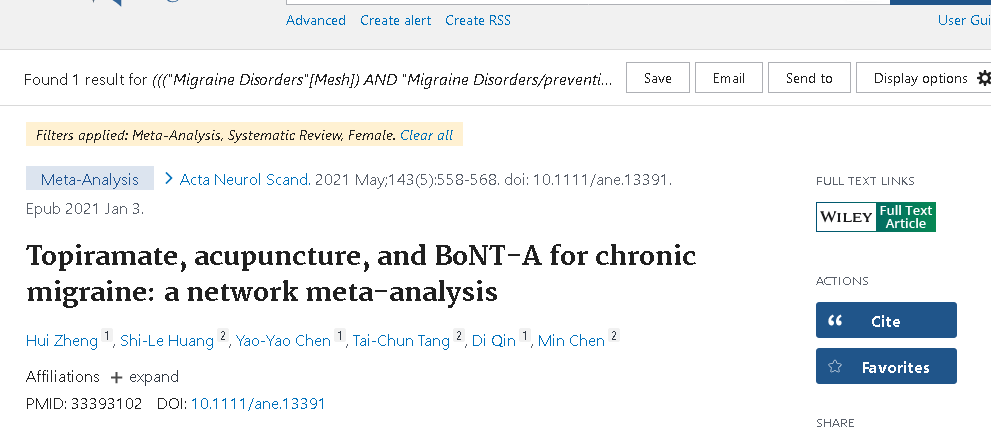 Advanced Create alert Create RSS User Gui
Found 1 result for ((("Migraine Disorders"[Mesh]) AND "Migraine Disorders/preventi... Save Email Send to Display options
Filters applied: Meta-Analysis, Systematic Review, Female. Clear all
Meta-Analysis > Acta Neurol Scand. 2021 May;143(5):558-568. doi: 10.1111/ane.13391.
Epub 2021 Jan 3.
Topiramate, acupuncture, and BoNT-A for chronic
migraine: a network meta-analysis
Hui Zheng 1, Shi-Le Huang 2, Yao-Yao Chen 1, Tai-Chun Tang 2, Di Qin 1, Min Chen 2
Affiliations + expand
PMID: 33393102 DOI: 10.1111/ane.13391
FULL TEXT LINKS
WILEY Full Text
Article
ACTIONS
Cite
Favorites
SHARE